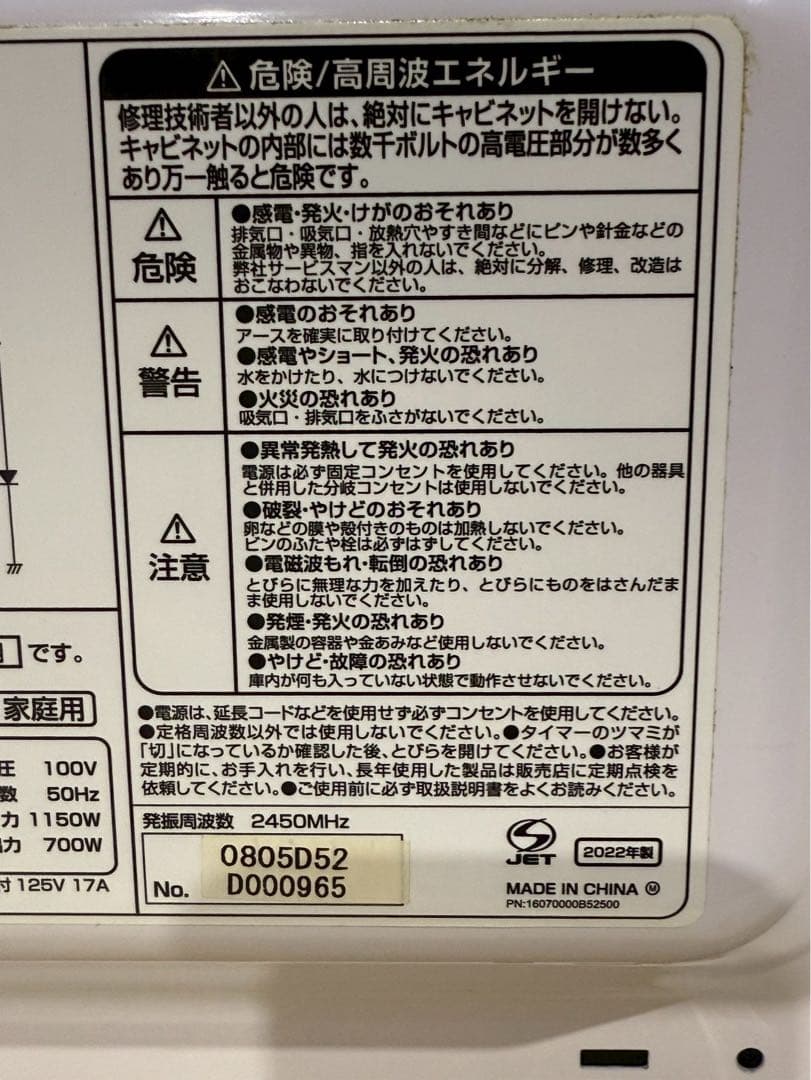 ⚠危険/高周波エネルギー
修理技術者以外の人は、絶対にキャビネットを開けない。
キャビネットの内部には数千ボルトの高電圧部分が数多く
あり万一触ると危険です。
⚠危険
●感電・発火・けがのおそれあり
排気口・吸気口・放熱穴やすき間などにピンや針金などの
金属物や異物、指を入れないでください。
弊社サービスマン以外の人は、絶対に分解、修理、改造は
おこなわないでください。
⚠警告
●感電のおそれあり
アースを確実に取り付けてください。
●感電やショート、発火の恐れあり
水をかけたり、水につけないでください。
●火災の恐れあり
吸気口・排気口をふさがないでください。
⚠注意
●異常発熱して発火の恐れあり
電源は必ず固定コンセントを使用してください。他の器具
と併用した分岐コンセントは使用しないでください。
●破裂・やけどのおそれあり
卵などの膜や殻付きのものは加熱しないでください。
ビンのふたや栓は必ずはずしてください。
●電磁波もれ・転倒の恐れあり
とびらに無理な力を加えたり、とびらにものをはさんだま
ま使用しないでください。
●発煙・発火の恐れあり
金属製の容器や金あみなど使用しないでください。
●やけど・故障の恐れあり
庫内が何も入っていない状態で動作させないでください。
●電源は、延長コードなどを使用せず必ずコンセントを使用してください。
●定格周波数以外では使用しないでください。●タイマーのツマミが
「切」になっているか確認した後、とびらを開けてください。●お客様が
定期的に、お手入れを行い、長年使用した製品は販売店に定期点検を
依頼してください。●ご使用前に必ず取扱説明書をよくお読みください。
です。
家庭用
圧 100V
数 50Hz
力 1150W
力 700W
付 125V 17A
発振周波数 2450MHz
No. 0805D52
D000965
JET
2022年製
MADE IN CHINA Ⓜ
PN:16070000B52500